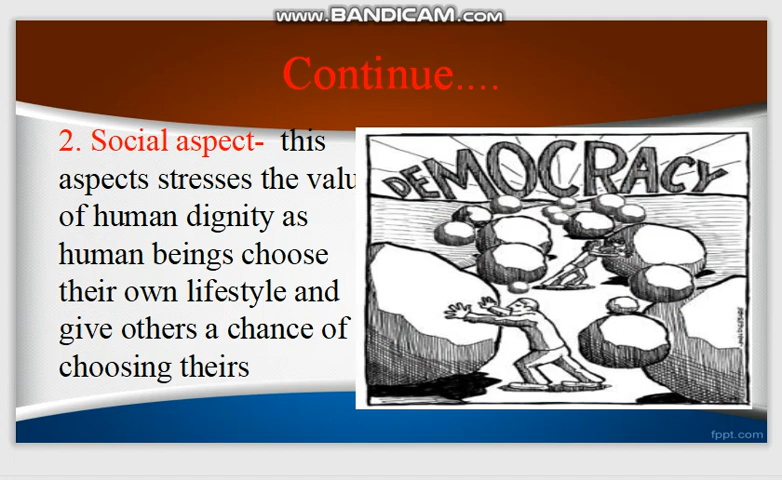 www.BANDICAM.com
Continue....
2. Social aspect- this
aspects stresses the valu
of human dignity as
human beings choose
their own lifestyle and
give others a chance of
choosing theirs
DEMOCRACY
fppt.com